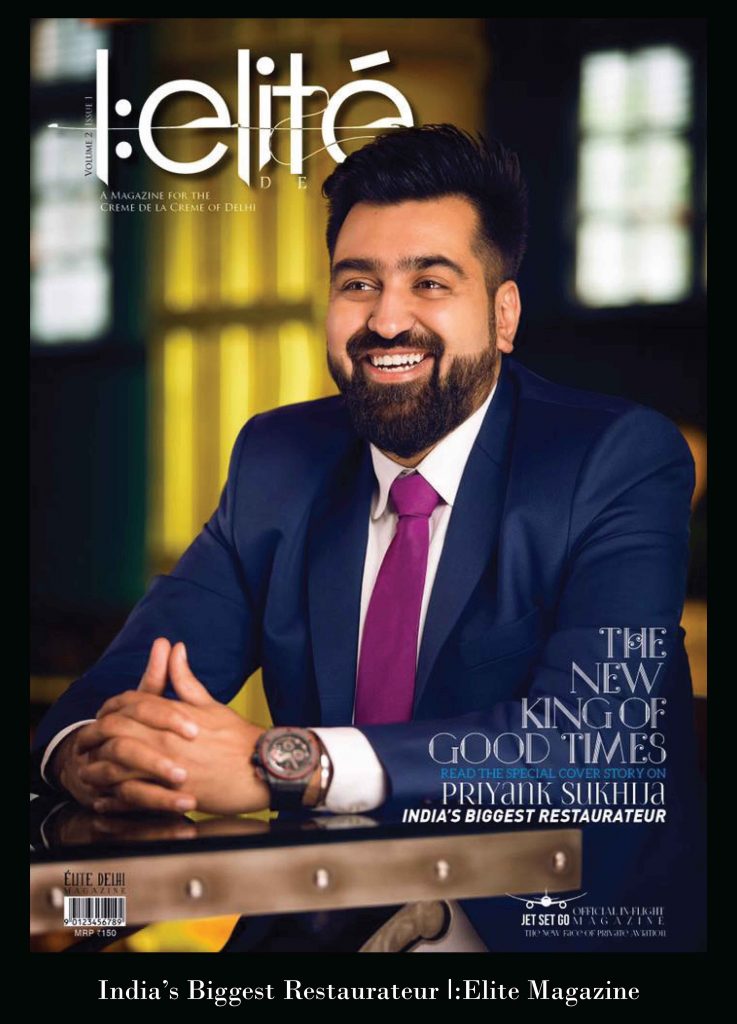 |:elité
VOLUME 2 ISSUE 1
D E
A MAGAZINE FOR THE
CREME DE LA CREME OF DELHI
THE
NEW
KING OF
GOOD TIMES
READ THE SPECIAL COVER STORY ON
PRIYANK SUKHIJA
INDIA'S BIGGEST RESTAURATEUR
ÉLITE DELHI
MAGAZINE
9 0123456789
MRP ₹150
JET SET GO
OFFICIAL IN-FLIGHT
MAGAZINE
THE NEW FACE OF PRIVATE AVIATION
India's Biggest Restaurateur |:Elite Magazine